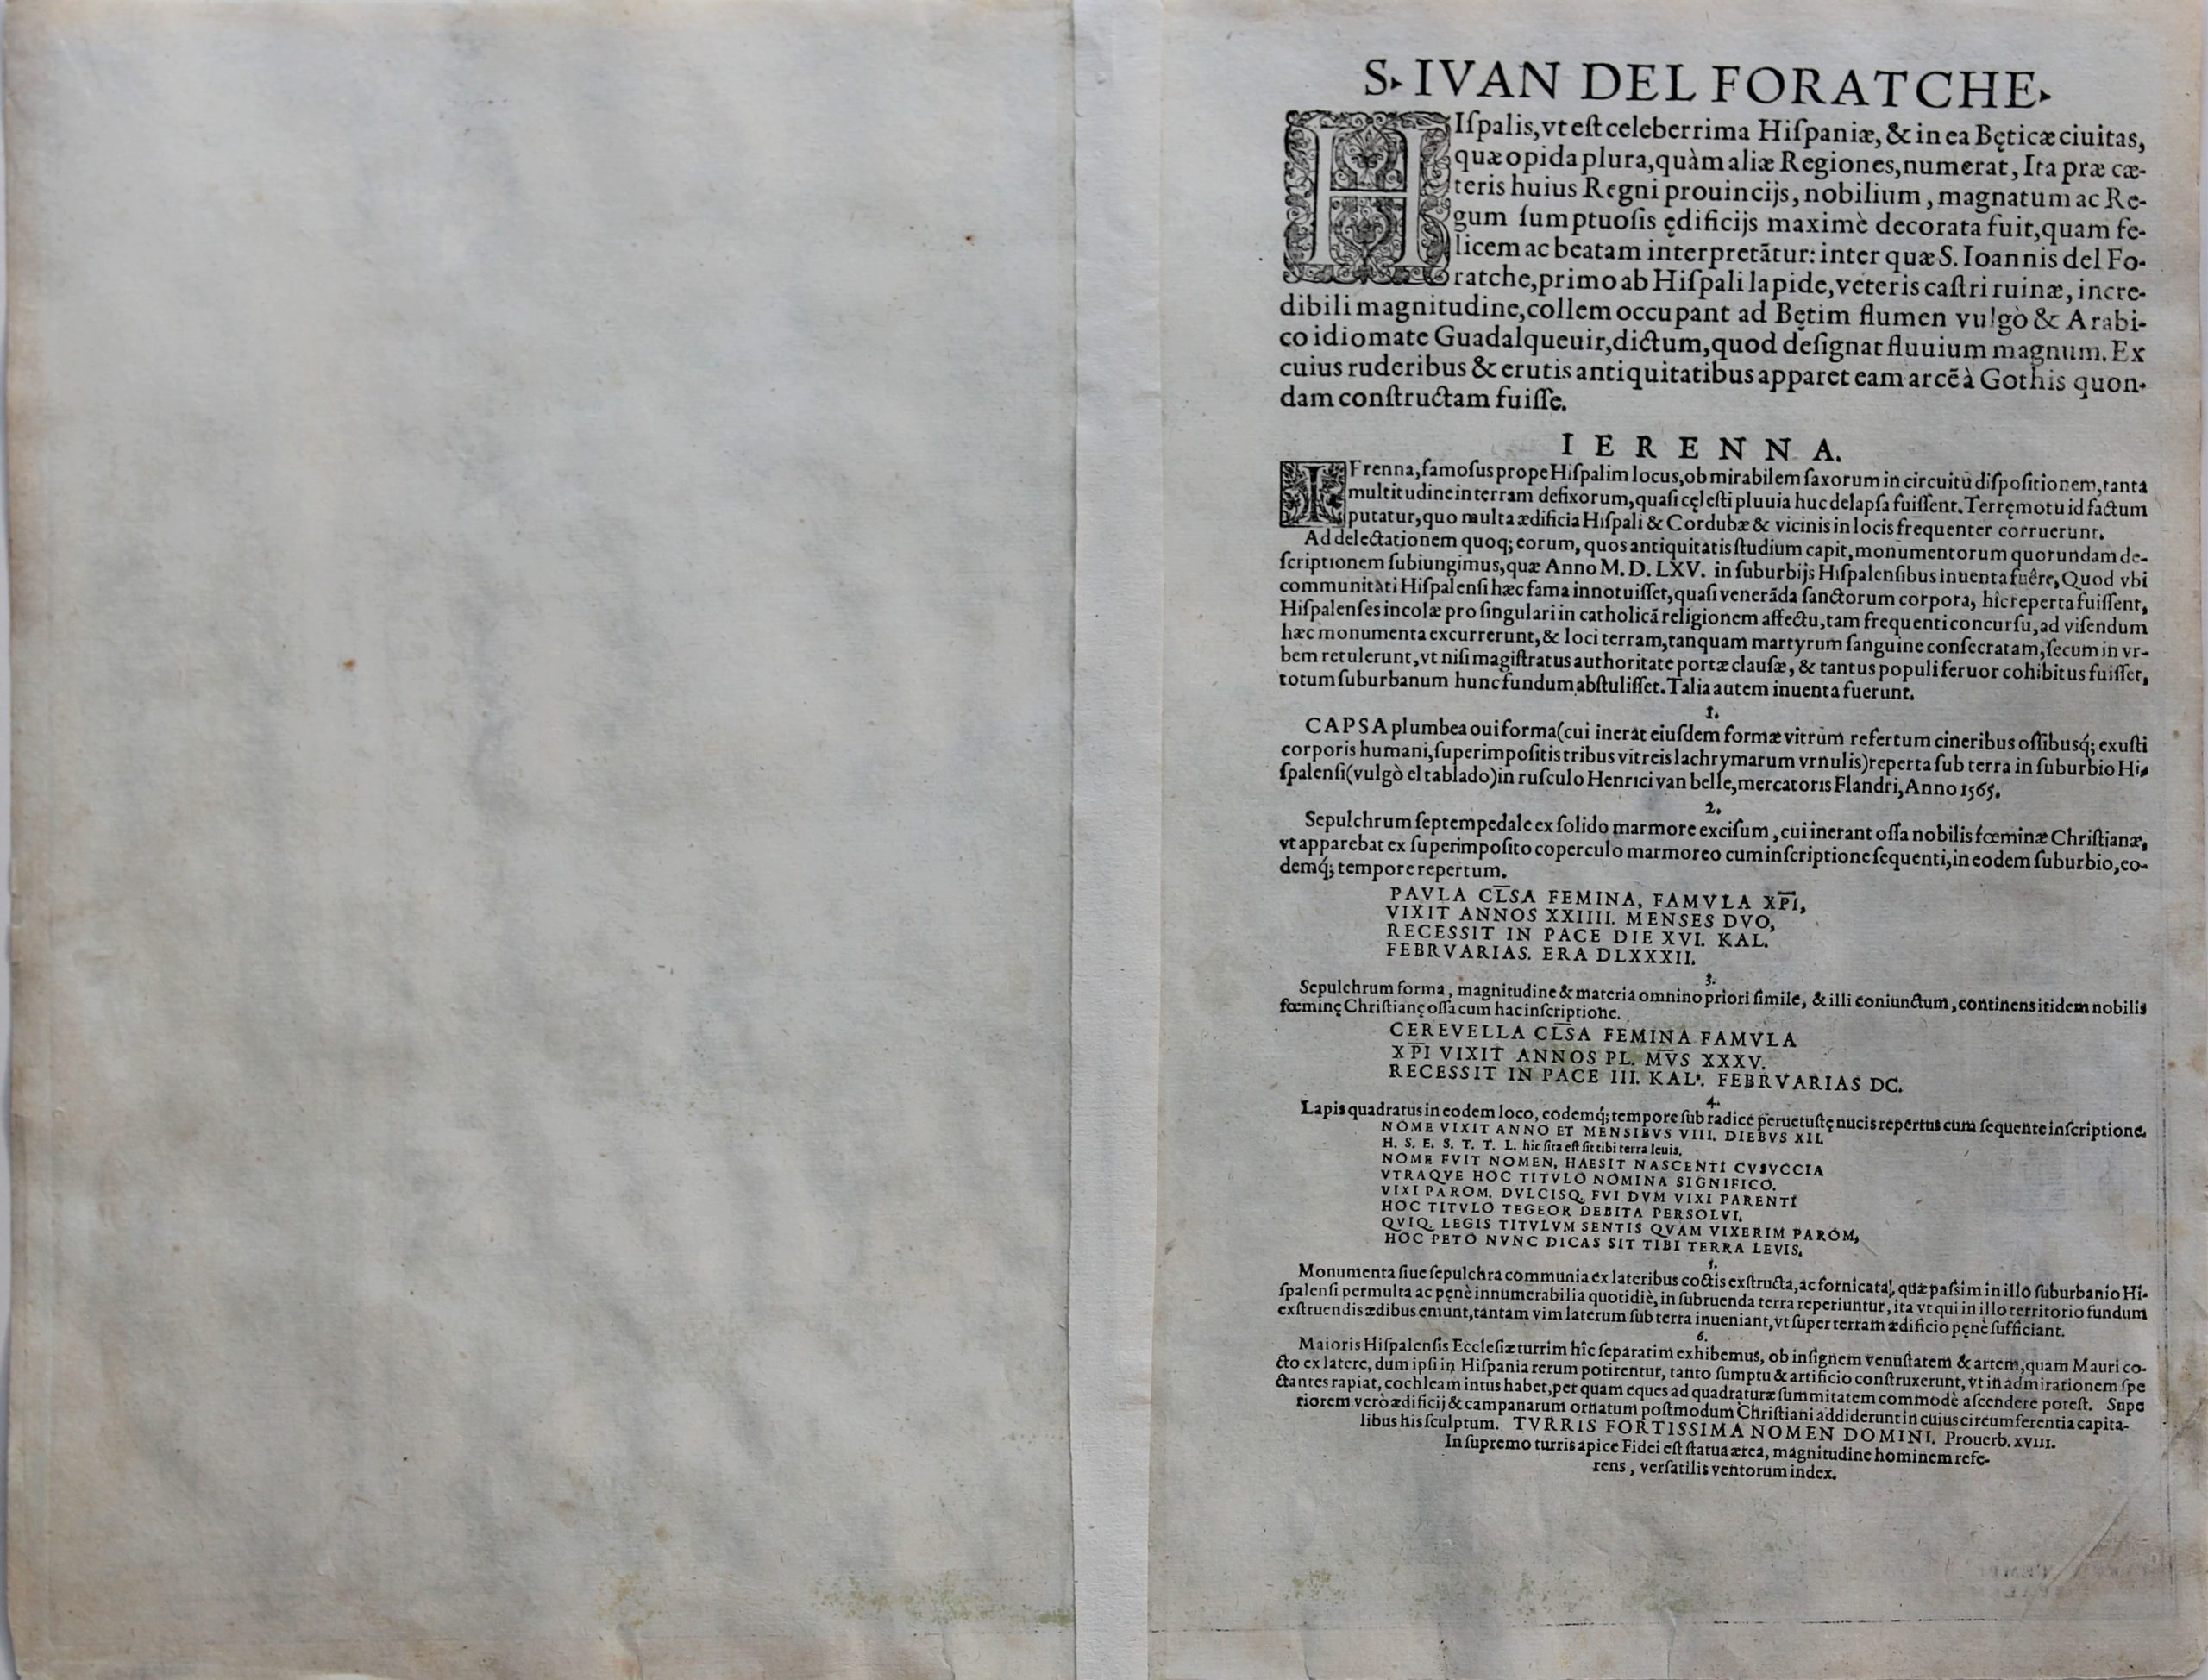 S. IVAN DEL FORATCHE.
HIſpalis, vt eſt celeberrima Hiſpaniæ, & in ea Bęticæ ciuitas,
quæ opida plura, quàm aliæ Regiones, numerat, Ita præ cæ-
teris huius Regni prouincijs, nobilium, magnatum ac Re-
gum ſumptuoſis ędificijs maximè decorata fuit, quam fe-
licem ac beatam interpretãtur: inter quæ S. Ioannis del Fo-
ratche, primo ab Hiſpali lapide, veteris caſtri ruinæ, incre-
dibili magnitudine, collem occupant ad Bętim flumen vulgò & Arabi-
co idiomate Guadalqueuir, dictum, quod deſignat fluuium magnum. Ex
cuius ruderibus & erutis antiquitatibus apparet eam arcẽ à Gothis quon-
dam conſtructam fuiſſe.
IERENNA.
IFrenna, famoſus prope Hiſpalim locus, ob mirabilem ſaxorum in circuitu diſpoſitionem, tanta
multitudine in terram defixorum, quaſi cęleſti pluuia huc delapſa fuiſſent. Terręmotu id factum
putatur, quo multa ædificia Hiſpali & Cordubæ & vicinis in locis frequenter corruerunt.
Ad delectationem quoq; eorum, quos antiquitatis ſtudium capit, monumentorum quorundam de-
ſcriptionem ſubiungimus, quæ Anno M. D. LXV. in ſuburbijs Hiſpalenſibus inuenta fuêre, Quod vbi
communitati Hiſpalenſi hæc fama innotuiſſet, quaſi venerãda ſanctorum corpora, hîc reperta fuiſſent,
Hiſpalenſes incolæ pro ſingulari in catholicã religionem affectu, tam frequenti concurſu, ad viſendum
hæc monumenta excurrerunt, & loci terram, tanquam martyrum ſanguine conſecratam, ſecum in vr-
bem retulerunt, vt niſi magiſtratus authoritate portæ clauſæ, & tantus populi feruor cohibitus fuiſſet,
totum ſuburbanum hunc fundum abſtuliſſet. Talia autem inuenta fuerunt.
1.
CAPSA plumbea oui forma (cui inerat eiuſdem formæ vitrum refertum cineribus oſſibusq́; exuſti
corporis humani, ſuperimpoſitis tribus vitreis lachrymarum vrnulis) reperta ſub terra in ſuburbio Hi-
ſpalenſi (vulgò el tablado) in ruſculo Henrici van belle, mercatoris Flandri, Anno 1565.
2.
Sepulchrum ſeptempedale ex ſolido marmore exciſum, cui inerant oſſa nobilis fœminæ Chriſtianæ,
vt apparebat ex ſuperimpoſito coperculo marmoreo cum inſcriptione ſequenti, in eodem ſuburbio, eo-
demq́; tempore repertum.
PAVLA CL̅S̅A FEMINA, FAMVLA XP̅I̅,
VIXIT ANNOS XXIIII. MENSES DVO,
RECESSIT IN PACE DIE XVI. KAL.
FEBRVARIAS. ERA DLXXXII.
3.
Sepulchrum forma, magnitudine & materia omnino priori ſimile, & illi coniunctum, continens itidem nobilis
fœminę Chriſtianę oſſa cum hac inſcriptione.
CEREVELLA CL̅S̅A FEMINA FAMVLA
XP̅I VIXIT ANNOS PL. MV̅S XXXV.
RECESSIT IN PACE III. KAL'. FEBRVARIAS DC.
4.
Lapis quadratus in eodem loco, eodemq́; tempore ſub radice peruetuſtę nucis repertus cum ſequente inſcriptione.
NOME VIXIT ANNO ET MENSIBVS VIII. DIEBVS XII.
H. S. E. S. T. T. L. hic ſita eſt ſit tibi terra leuis.
NOME FVIT NOMEN, HAESIT NASCENTI CVSVCCIA
VTRAQVE HOC TITVLO NOMINA SIGNIFICO.
VIXI PAROM. DVLCISQ. FVI DVM VIXI PARENTI
HOC TITVLO TEGEOR DEBITA PERSOLVI.
QVIQ. LEGIS TITVLVM SENTIS QVAM VIXERIM PAROM,
HOC PETO NVNC DICAS SIT TIBI TERRA LEVIS.
5.
Monumenta ſiue ſepulchra communia ex lateribus coctis exſtructa, ac fornicata, quæ paſsim in illo ſuburbanio Hi-
ſpalenſi permulta ac pęnè innumerabilia quotidiè, in ſubruenda terra reperiuntur, ita vt qui in illo territorio fundum
exſtruendis ædibus emunt, tantam vim laterum ſub terra inueniant, vt ſuper terram ædificio pęnè ſufficiant.
6.
Maioris Hiſpalenſis Eccleſiæ turrim hîc ſeparatim exhibemus, ob inſignem venuſtatem & artem, quam Mauri co-
cto ex latere, dum ipſi in Hiſpania rerum potirentur, tanto ſumptu & artificio conſtruxerunt, vt in admirationem ſpe
ctantes rapiat, cochleam intus habet, per quam eques ad quadraturæ ſummitatem commodè aſcendere poteſt. Supe
riorem verò ædificij & campanarum ornatum poſtmodum Chriſtiani addiderunt in cuius circumferentia capita-
libus his ſculptum. TVRRIS FORTISSIMA NOMEN DOMINI. Prouerb. XVIII.
In ſupremo turris apice Fidei eſt ſtatua ærea, magnitudine hominem refe-
rens, verſatilis ventorum index.